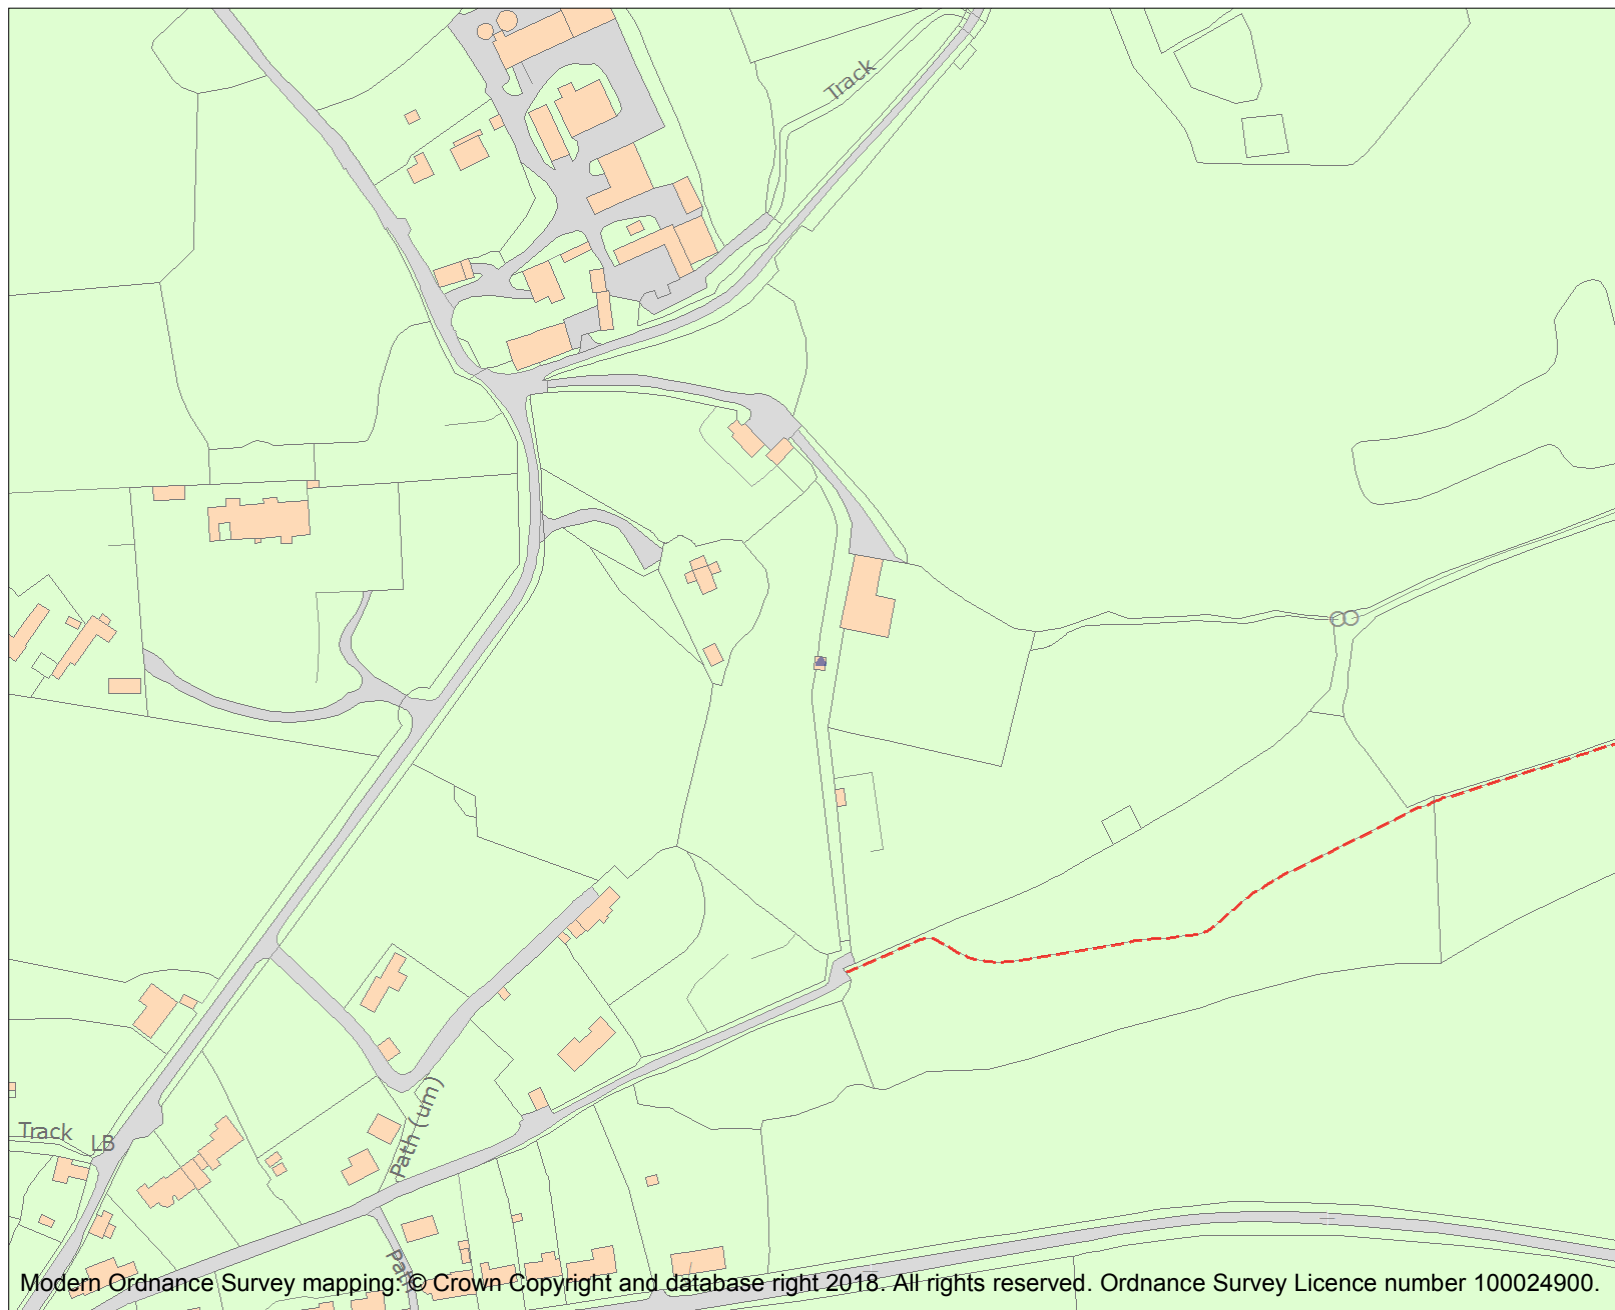 Track
Path (um)
Track
LB
Path
Modern Ordnance Survey mapping: © Crown Copyright and database right 2018. All rights reserved. Ordnance Survey Licence number 100024900.